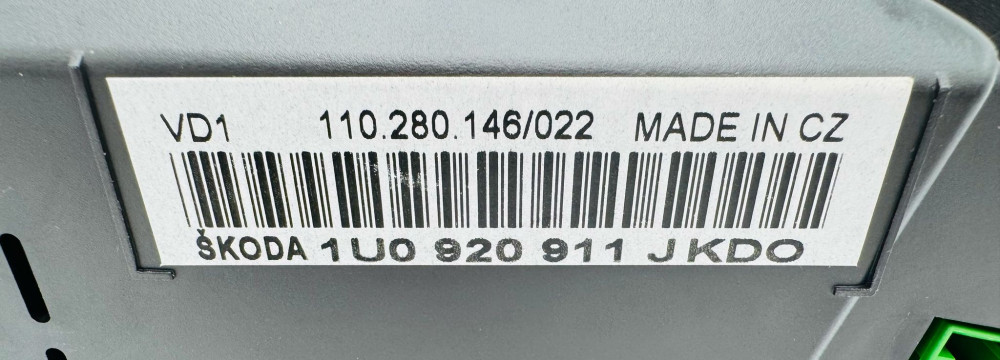 VD1 110.280.146/022 MADE IN CZ
ŠKODA 1U0 920 911 JKDO